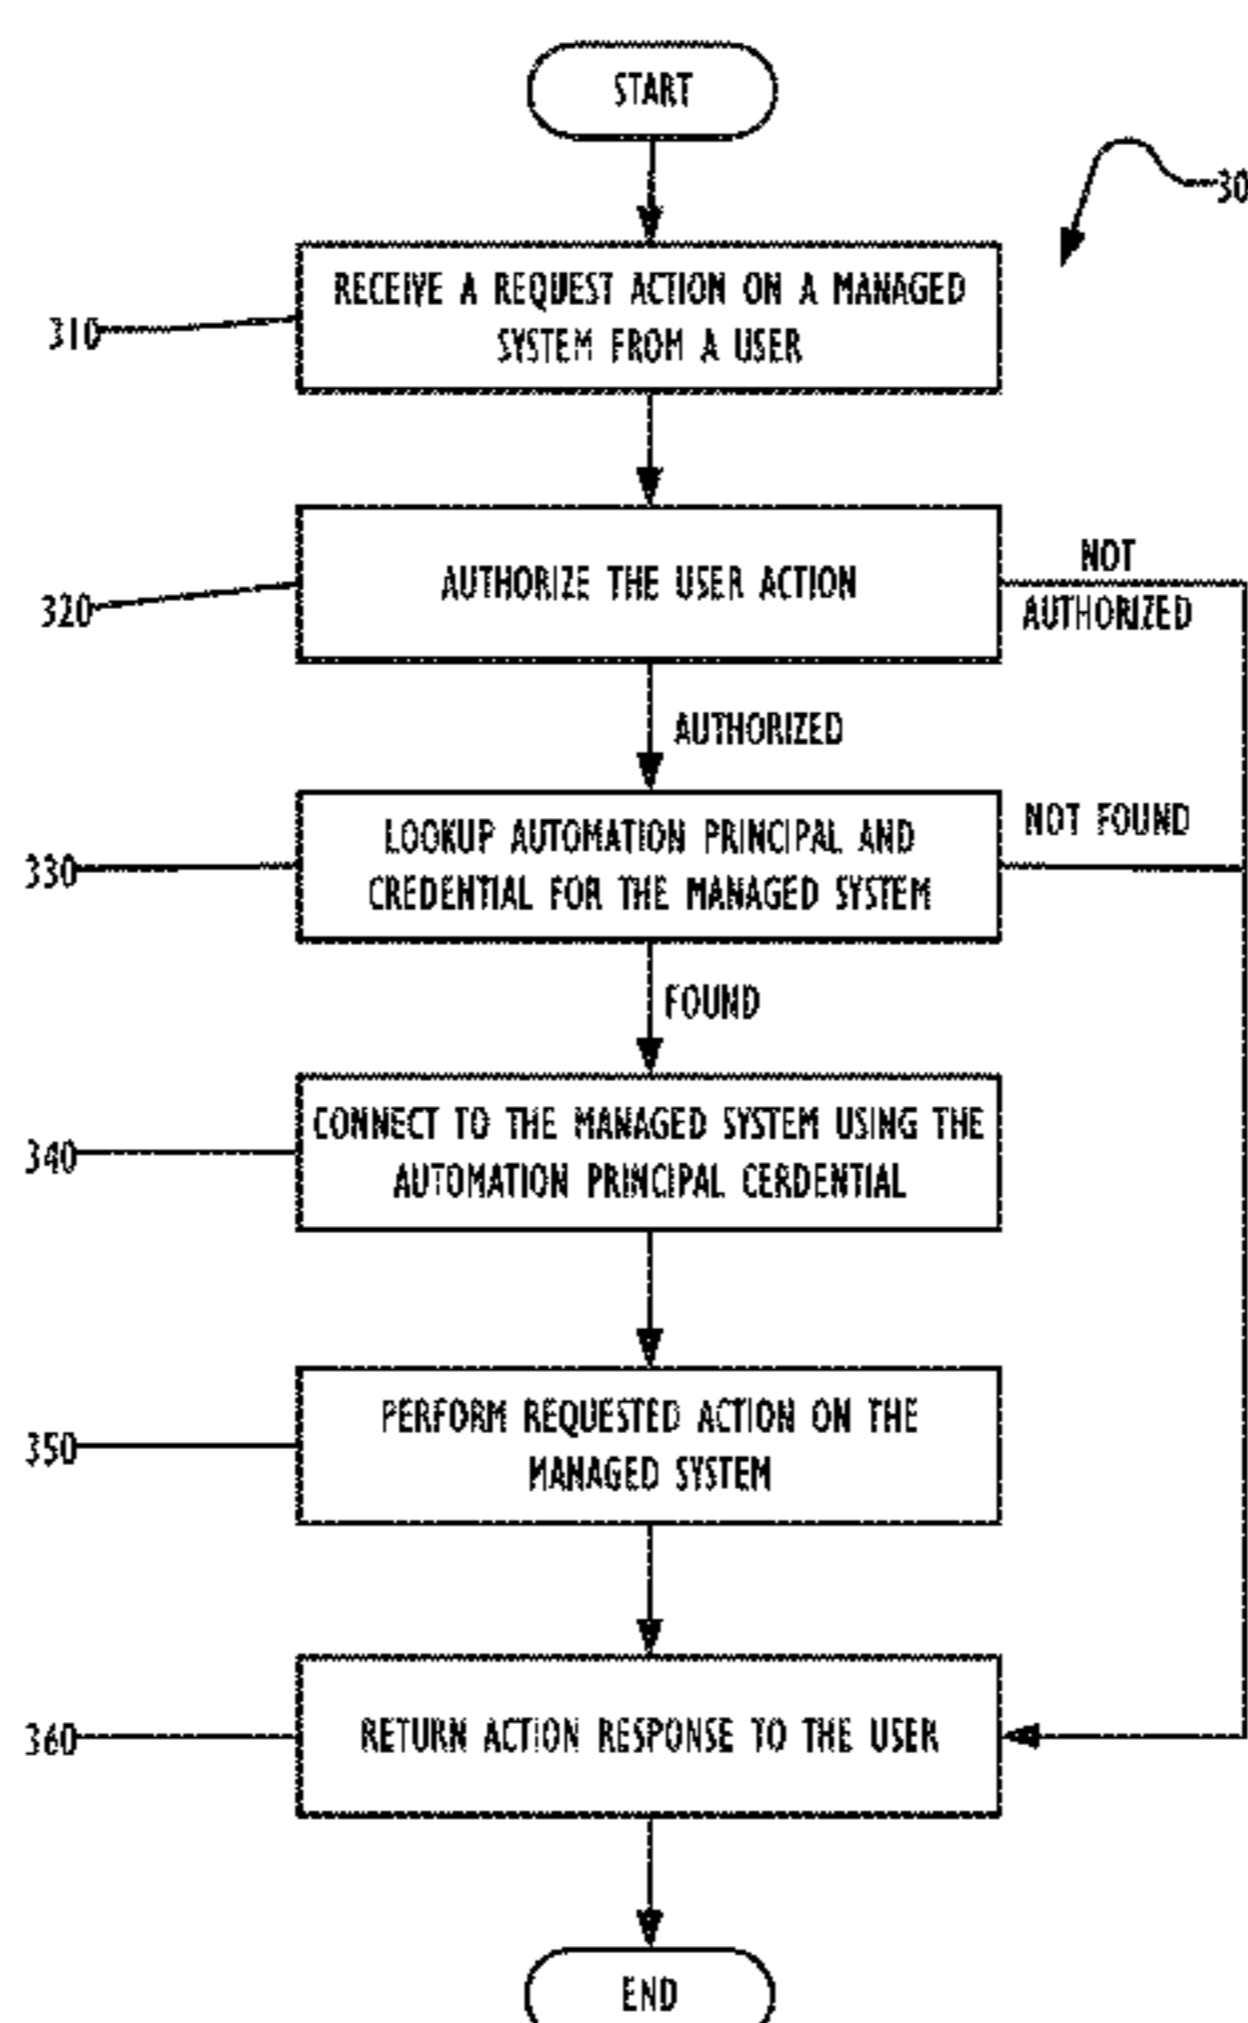 START
30
RECEIVE A REQUEST ACTION ON A MANAGED
SYSTEM FROM A USER
310
AUTHORIZE THE USER ACTION
320
NOT
AUTHORIZED
AUTHORIZED
LOOKUP AUTOMATION PRINCIPAL AND
CREDENTIAL FOR THE MANAGED SYSTEM
330
NOT FOUND
FOUND
CONNECT TO THE MANAGED SYSTEM USING THE
AUTOMATION PRINCIPAL CERDENTIAL
340
PERFORM REQUESTED ACTION ON THE
MANAGED SYSTEM
350
RETURN ACTION RESPONSE TO THE USER
360
END